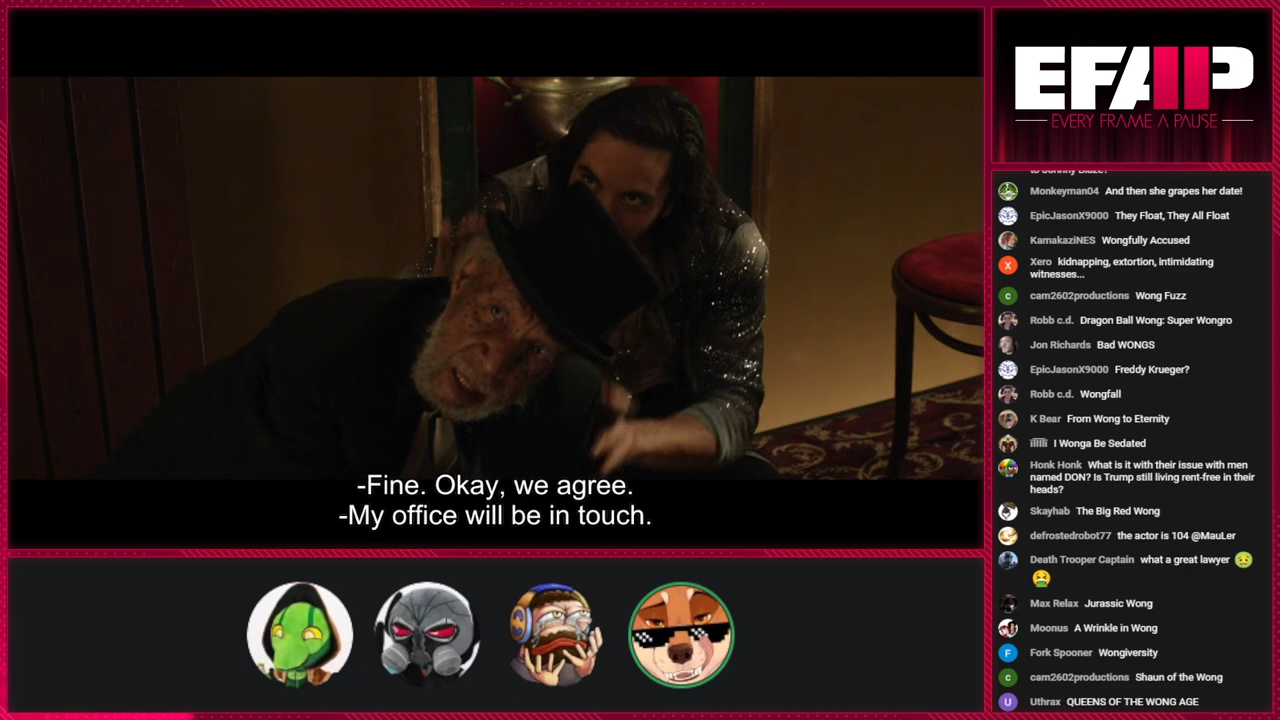 -Fine. Okay, we agree.
-My office will be in touch.
EFAP
EVERY FRAME A PAUSE
Monkeyman04 And then she grapes her date!
EpicJasonX9000 They Float, They All Float
KamakaziNES Wongfully Accused
X Xero kidnapping, extortion, intimidating
witnesses...
c cam2602productions Wong Fuzz
Robb c.d. Dragon Ball Wong: Super Wongro
Jon Richards Bad WONGS
EpicJasonX9000 Freddy Krueger?
Robb c.d. Wongfall
K Bear From Wong to Eternity
I Wonga Be Sedated
Honk Honk What is it with their issue with men
named DON? Is Trump still living rent-free in their
heads?
Skayhab The Big Red Wong
defrostedrobot77 the actor is 104 @MauLer
Death Trooper Captain what a great lawyer
Max Relax Jurassic Wong
Moonus A Wrinkle in Wong
F Fork Spooner Wongiversity
c cam2602productions Shaun of the Wong
U Uthrax QUEENS OF THE WONG AGE